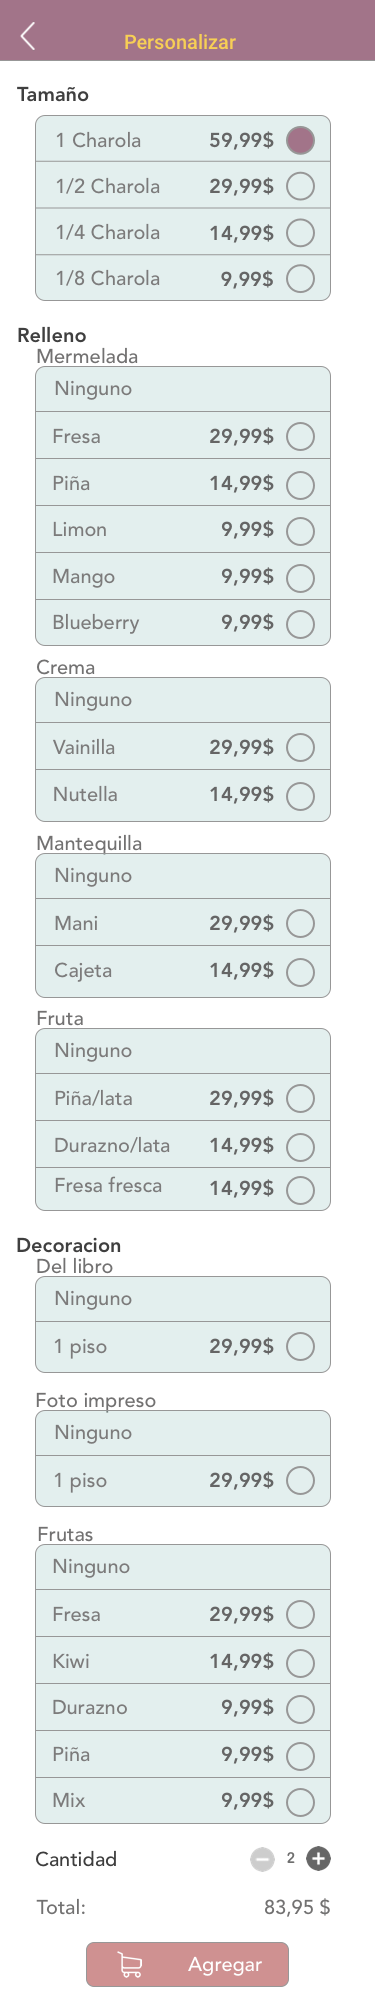 Personalizar
Tamaño
1 Charola 59,99$
1/2 Charola 29,99$
1/4 Charola 14,99$
1/8 Charola 9,99$
Relleno
Mermelada
Ninguno
Fresa 29,99$
Piña 14,99$
Limon 9,99$
Mango 9,99$
Blueberry 9,99$
Crema
Ninguno
Vainilla 29,99$
Nutella 14,99$
Mantequilla
Ninguno
Mani 29,99$
Cajeta 14,99$
Fruta
Ninguno
Piña/lata 29,99$
Durazno/lata 14,99$
Fresa fresca 14,99$
Decoracion
Del libro
Ninguno
1 piso 29,99$
Foto impreso
Ninguno
1 piso 29,99$
Frutas
Ninguno
Fresa 29,99$
Kiwi 14,99$
Durazno 9,99$
Piña 9,99$
Mix 9,99$
Cantidad 2
Total: 83,95 $
Agregar